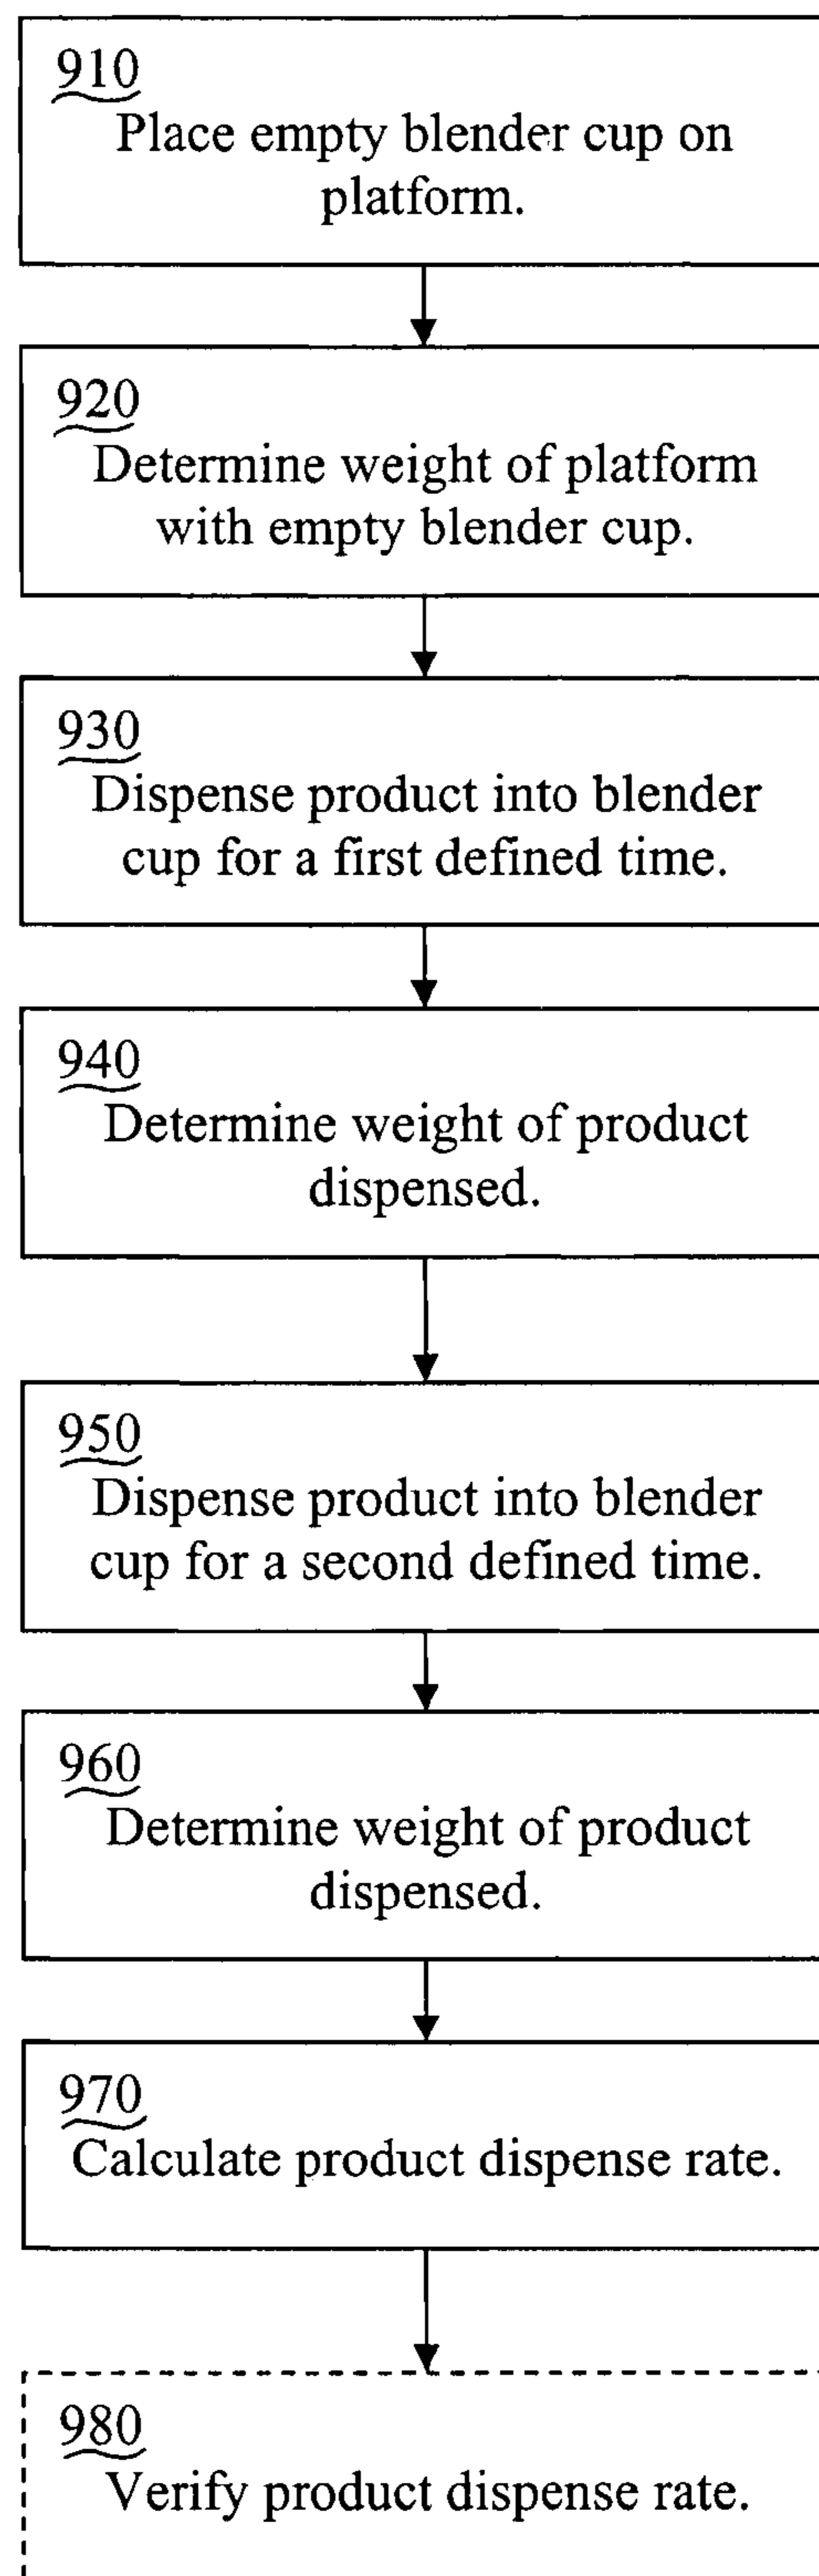 910
Place empty blender cup on
platform.
920
Determine weight of platform
with empty blender cup.
930
Dispense product into blender
cup for a first defined time.
940
Determine weight of product
dispensed.
950
Dispense product into blender
cup for a second defined time.
960
Determine weight of product
dispensed.
970
Calculate product dispense rate.
980
Verify product dispense rate.